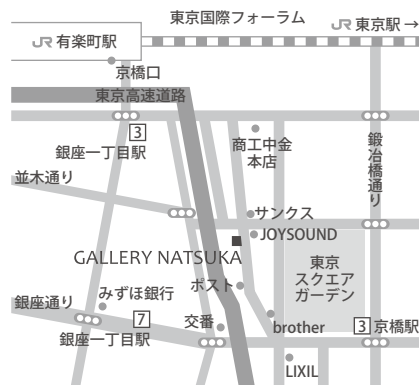 東京国際フォーラム
JR 東京駅 →
JR 有楽町駅
京橋口
東京高速道路
3
銀座一丁目駅
商工中金
本店
鍛冶橋通り
並木通り
サンクス
JOYSOUND
GALLERY NATSUKA
東京
スクエア
ガーデン
ポスト
みずほ銀行
銀座通り
7
銀座一丁目駅
交番
brother
3 京橋駅
LIXIL